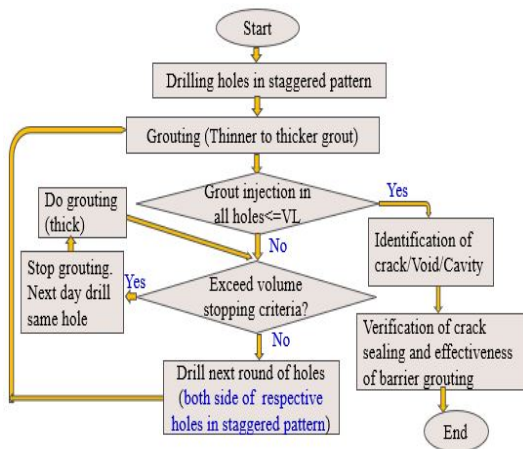 Start
Drilling holes in staggered pattern
Grouting (Thinner to thicker grout)
Grout injection in
all holes<=VL
Yes
No
Do grouting
(thick)
Stop grouting.
Next day drill
same hole
Yes
Exceed volume
stopping criteria?
No
Identification of
crack/Void/Cavity
Verification of crack
sealing and effectiveness
of barrier grouting
Drill next round of holes
(both side of respective
holes in staggered pattern)
End